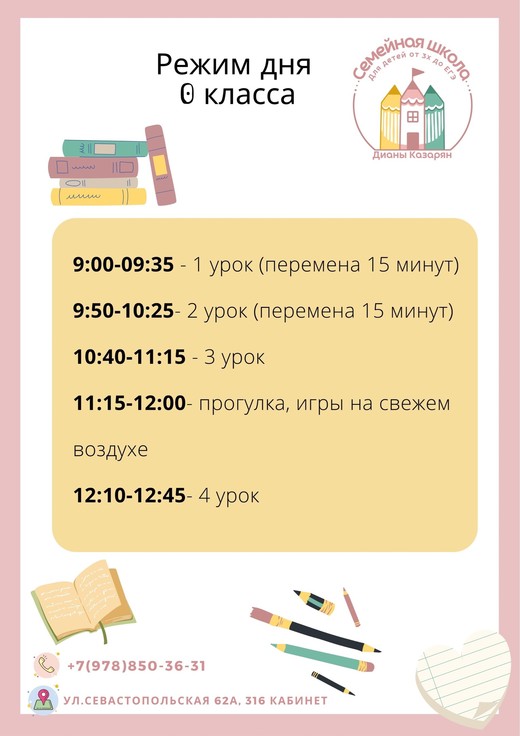 Режим дня
0 класса
Семейная школа
Для детей от 3х до ЕГЭ
Дианы Казарян
9:00-09:35 - 1 урок (перемена 15 минут)
9:50-10:25- 2 урок (перемена 15 минут)
10:40-11:15 - 3 урок
11:15-12:00- прогулка, игры на свежем
воздухе
12:10-12:45- 4 урок
+7(978)850-36-31
УЛ.СЕВАСТОПОЛЬСКАЯ 62А, 316 КАБИНЕТ